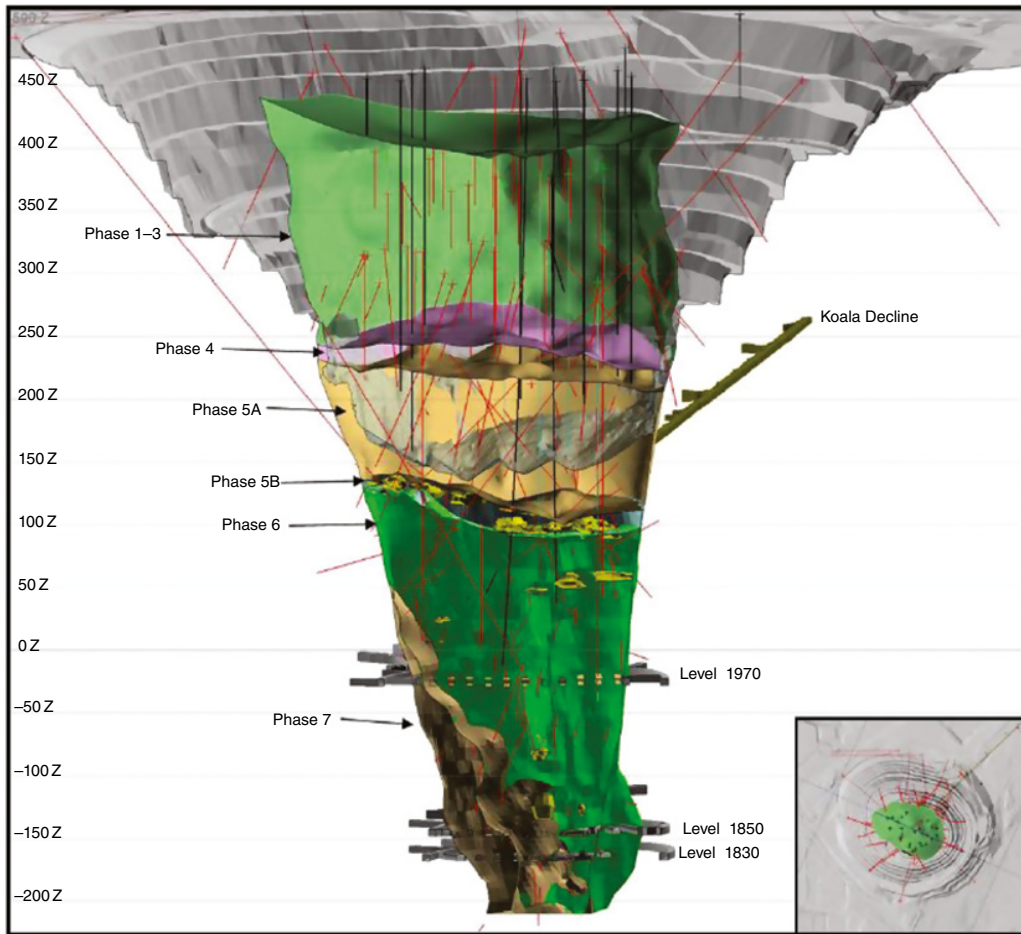 500 Z
450 Z
400 Z
350 Z
Phase 1–3
300 Z
Koala Decline
250 Z
Phase 4
200 Z
Phase 5A
150 Z
Phase 5B
Phase 6
100 Z
50 Z
0 Z
Level 1970
–50 Z
Phase 7
–100 Z
Level 1850
–150 Z
Level 1830
–200 Z